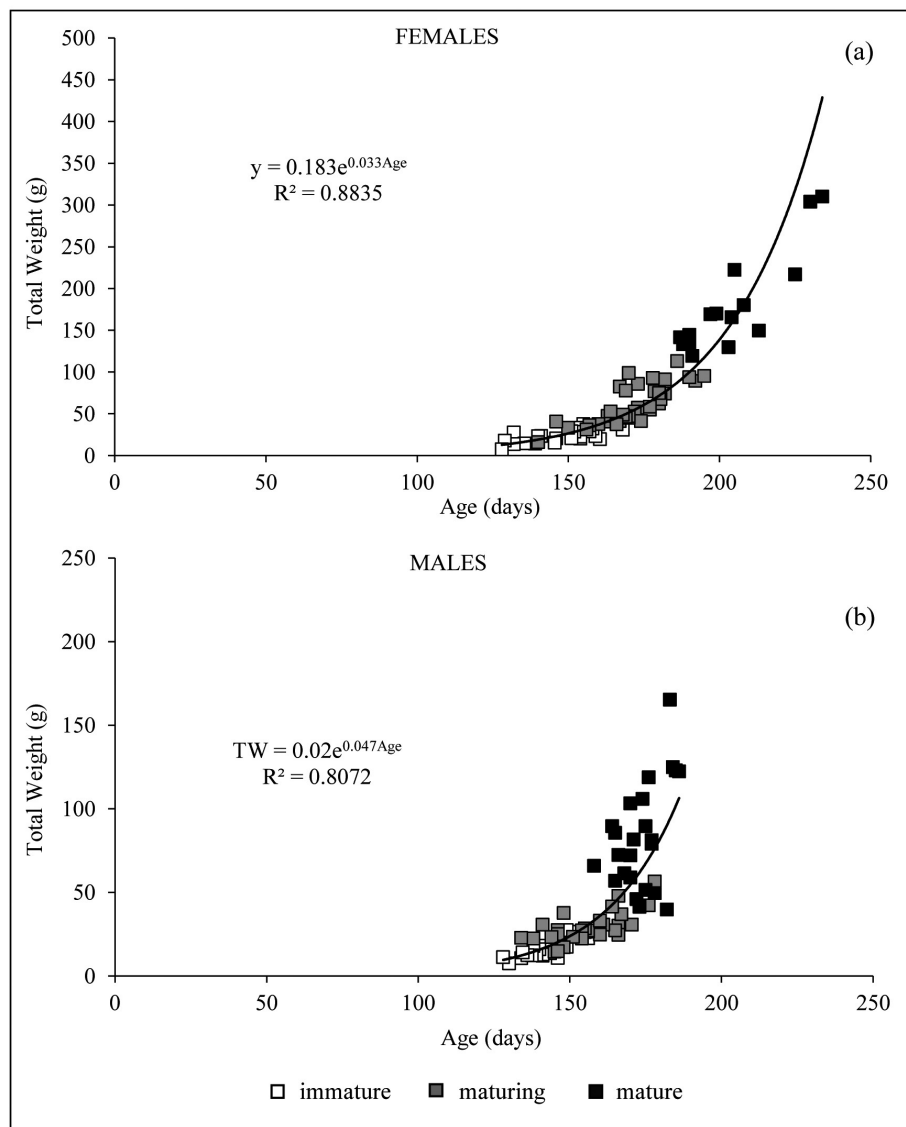 FEMALES
(a)
500
450
400
350
300
250
200
150
100
50
0
Total Weight (g)
y = 0.183e^0.033Age
R² = 0.8835
0 50 100 150 200 250
Age (days)
MALES
(b)
250
200
150
100
50
0
Total Weight (g)
TW = 0.02e^0.047Age
R² = 0.8072
0 50 100 150 200 250
Age (days)
immature maturing mature